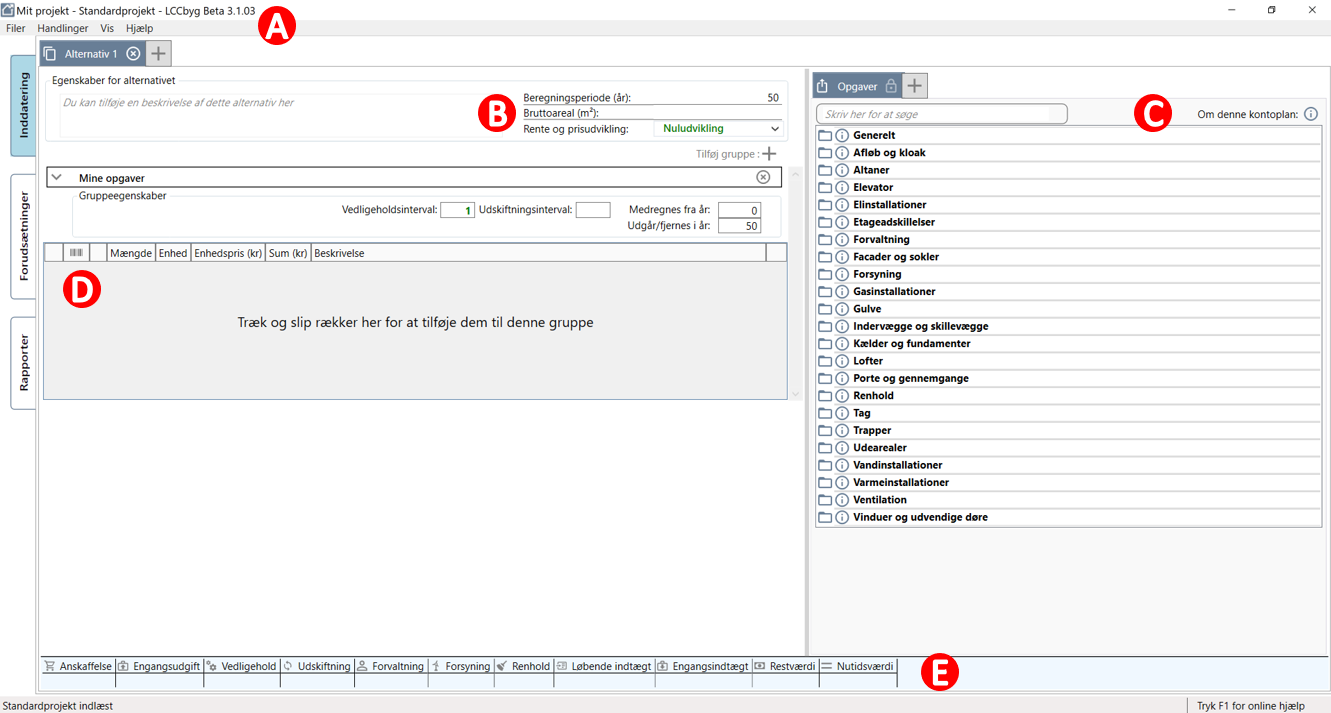 Mit projekt - Standardprojekt - LCCbyg Beta 3.1.03
A
Filer Handlinger Vis Hjælp
Inddatering
Forudsætninger
Rapporter
Alternativ 1
Egenskaber for alternativet
Du kan tilføje en beskrivelse af dette alternativ her
B
Beregningsperiode (år): 50
Bruttoareal (m²):
Rente og prisudvikling: Nuludvikling
Tilføj gruppe :
Mine opgaver
Gruppeegenskaber
Vedligeholdsinterval: 1 Udskiftningsinterval: Medregnes fra år: 0
Udgår/fjernes i år: 50
Mængde Enhed Enhedspris (kr) Sum (kr) Beskrivelse
D
Træk og slip rækker her for at tilføje dem til denne gruppe
Opgaver
Skriv her for at søge
C
Om denne kontoplan:
Generelt
Afløb og kloak
Altaner
Elevator
Elinstallationer
Etageadskillelser
Forvaltning
Facader og sokler
Forsyning
Gasinstallationer
Gulve
Indervægge og skillevægge
Kælder og fundamenter
Lofter
Porte og gennemgange
Renhold
Tag
Trapper
Udearealer
Vandinstallationer
Varmeinstallationer
Ventilation
Vinduer og udvendige døre
Anskaffelse Engangsudgift Vedligehold Udskiftning Forvaltning Forsyning Renhold Løbende indtægt Engangsindtægt Restværdi Nutidsværdi
E
Standardprojekt indlæst
Tryk F1 for online hjælp